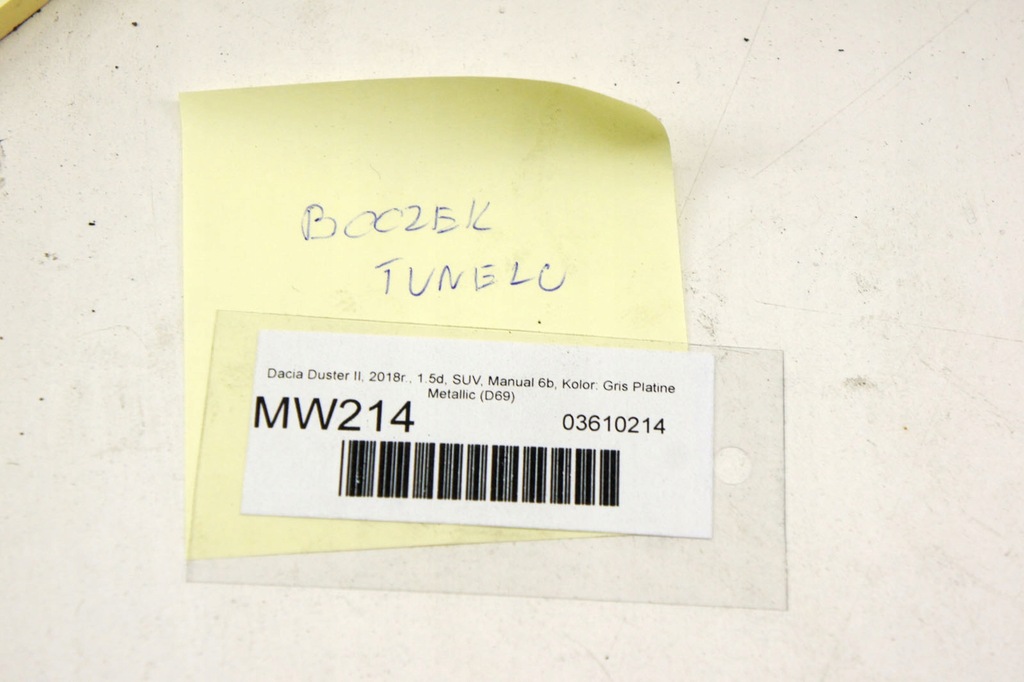 BOCZEK
TUNELU
Dacia Duster II, 2018r., 1.5d, SUV, Manual 6b, Kolor: Gris Platine
Metallic (D69)
MW214
03610214